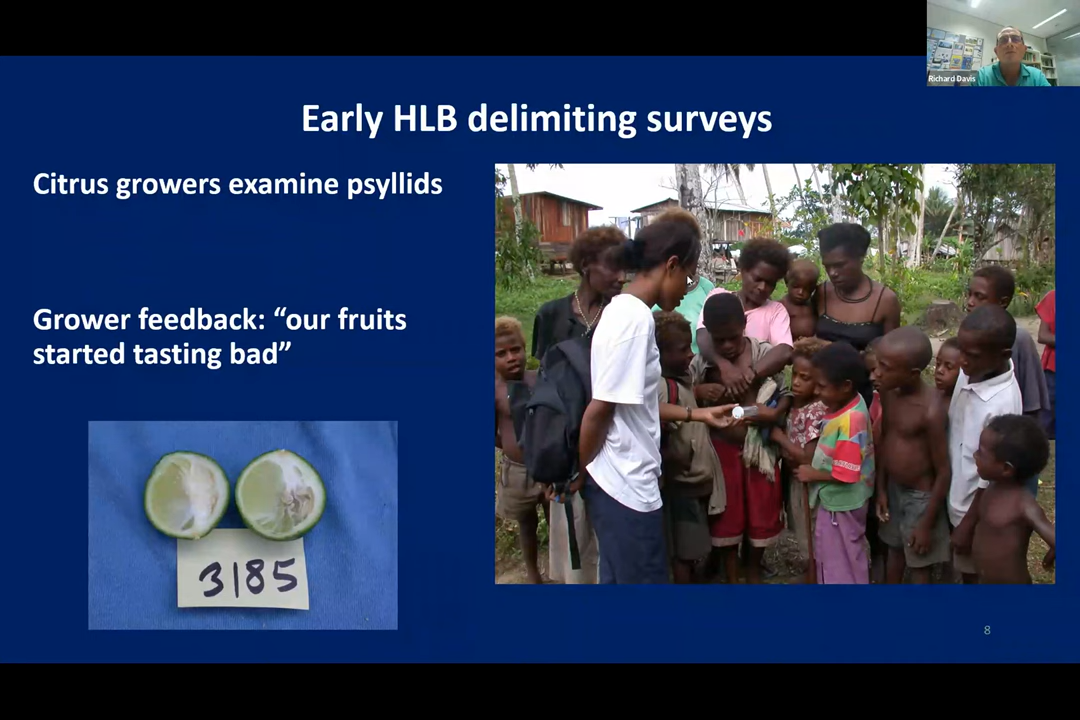 Richard Davis
Early HLB delimiting surveys
Citrus growers examine psyllids
Grower feedback: “our fruits
started tasting bad”
3185
8